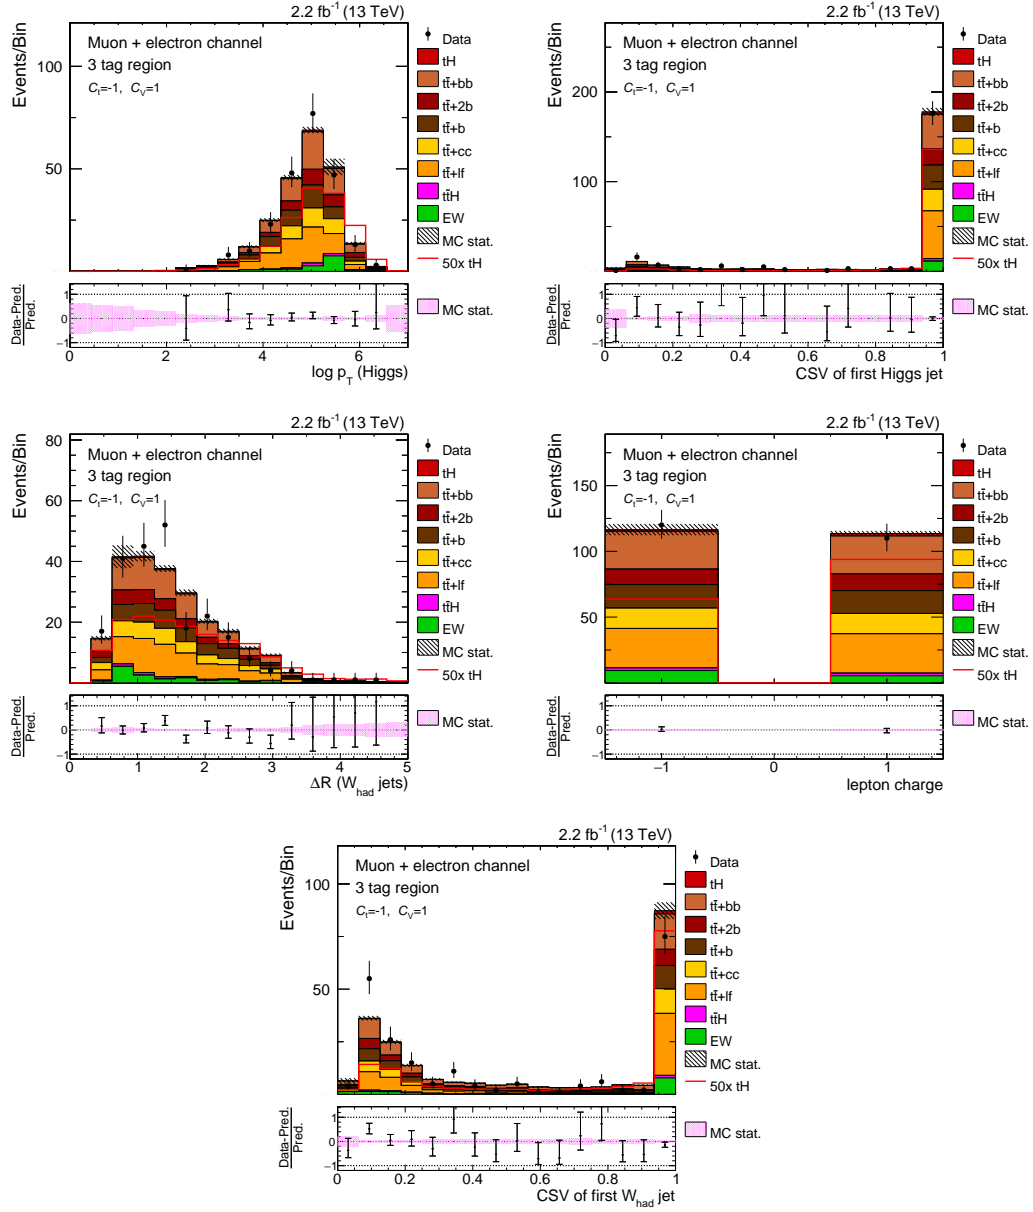 2.2 fb⁻¹ (13 TeV)
Events/Bin
100
50
Muon + electron channel
3 tag region
Cₜ=-1, Cᵥ=1
Data
tH
tt̄+bb
tt̄+2b
tt̄+b
tt̄+cc
tt̄+lf
tt̄H
EW
MC stat.
50x tH
Data-Pred.
Pred.
1
0
−1
MC stat.
0 2 4 6
log p_T (Higgs)
2.2 fb⁻¹ (13 TeV)
Events/Bin
200
100
Muon + electron channel
3 tag region
Cₜ=-1, Cᵥ=1
Data
tH
tt̄+bb
tt̄+2b
tt̄+b
tt̄+cc
tt̄+lf
tt̄H
EW
MC stat.
50x tH
Data-Pred.
Pred.
1
0
−1
MC stat.
0 0.2 0.4 0.6 0.8 1
CSV of first Higgs jet
2.2 fb⁻¹ (13 TeV)
Events/Bin
80
60
40
20
Muon + electron channel
3 tag region
Cₜ=-1, Cᵥ=1
Data
tH
tt̄+bb
tt̄+2b
tt̄+b
tt̄+cc
tt̄+lf
tt̄H
EW
MC stat.
50x tH
Data-Pred.
Pred.
1
0
−1
MC stat.
0 1 2 3 4 5
ΔR (W_had jets)
2.2 fb⁻¹ (13 TeV)
Events/Bin
150
100
50
Muon + electron channel
3 tag region
Cₜ=-1, Cᵥ=1
Data
tH
tt̄+bb
tt̄+2b
tt̄+b
tt̄+cc
tt̄+lf
tt̄H
EW
MC stat.
50x tH
Data-Pred.
Pred.
1
0
−1
MC stat.
−1 0 1
lepton charge
2.2 fb⁻¹ (13 TeV)
Events/Bin
100
50
Muon + electron channel
3 tag region
Cₜ=-1, Cᵥ=1
Data
tH
tt̄+bb
tt̄+2b
tt̄+b
tt̄+cc
tt̄+lf
tt̄H
EW
MC stat.
50x tH
Data-Pred.
Pred.
1
0
−1
MC stat.
0 0.2 0.4 0.6 0.8 1
CSV of first W_had jet